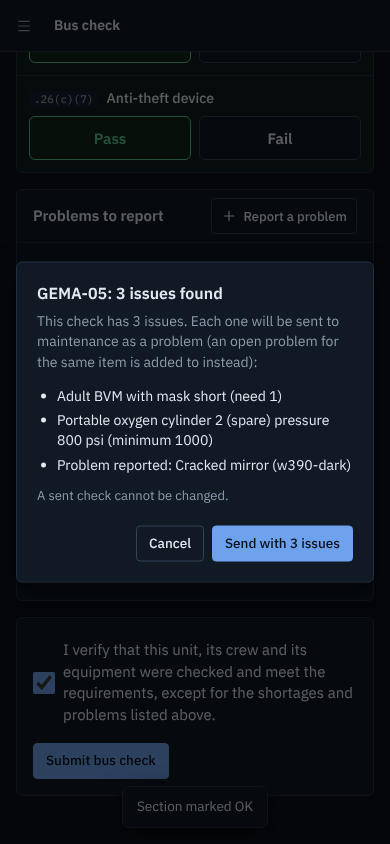 Bus check
.26(c)(7) Anti-theft device
Pass Fail
Problems to report + Report a problem
GEMA-05: 3 issues found
This check has 3 issues. Each one will be sent to
maintenance as a problem (an open problem for
the same item is added to instead):
• Adult BVM with mask short (need 1)
• Portable oxygen cylinder 2 (spare) pressure
800 psi (minimum 1000)
• Problem reported: Cracked mirror (w390-dark)
A sent check cannot be changed.
Cancel Send with 3 issues
I verify that this unit, its crew and its
equipment were checked and meet the
requirements, except for the shortages and
problems listed above.
Submit bus check
Section marked OK